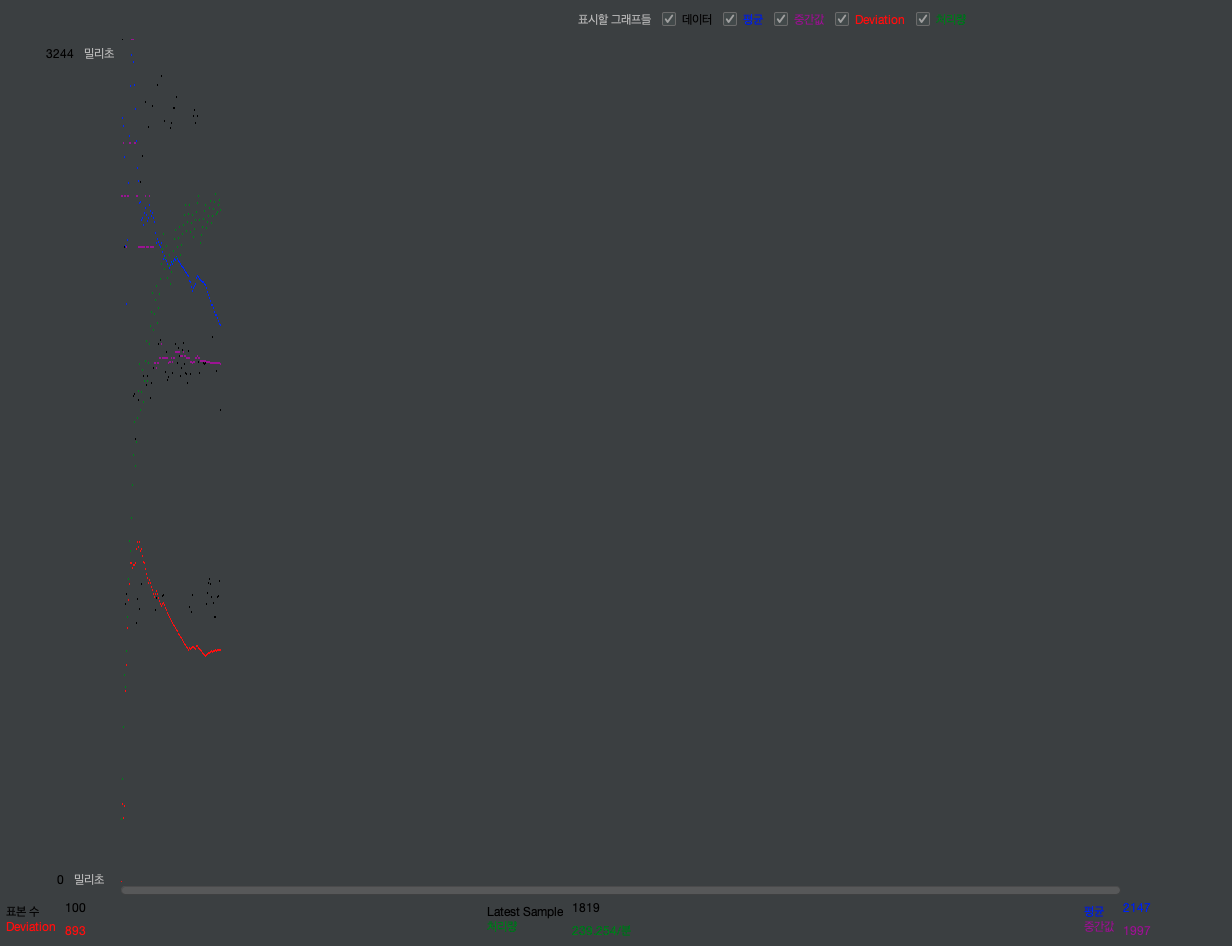 표시할 그래프들 데이터 평균 중간값 Deviation 처리량
3244 밀리초
0 밀리초
표본 수 100 Latest Sample 1819 평균 2147
Deviation 893 처리량 239.254/분 중간값 1997